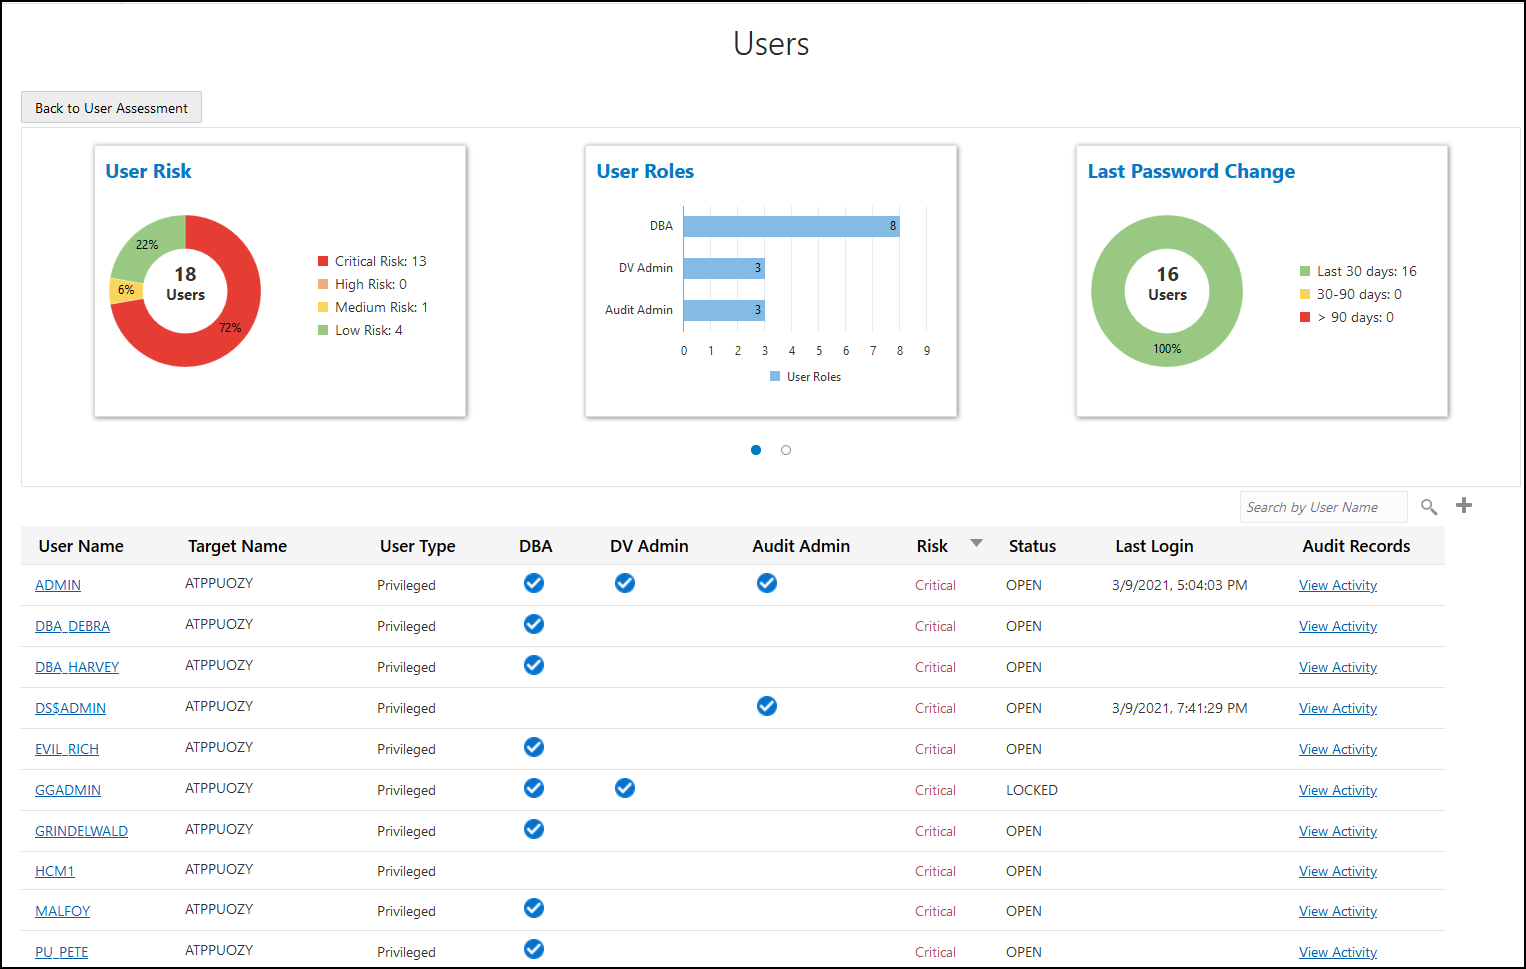 Users
Back to User Assessment
User Risk
22%
6%
72%
18
Users
Critical Risk: 13
High Risk: 0
Medium Risk: 1
Low Risk: 4
User Roles
DBA 8
DV Admin 3
Audit Admin 3
0 1 2 3 4 5 6 7 8 9
User Roles
Last Password Change
16
Users
100%
Last 30 days: 16
30-90 days: 0
> 90 days: 0
Search by User Name
User Name Target Name User Type DBA DV Admin Audit Admin Risk Status Last Login Audit Records
ADMIN ATPPUOZY Privileged Critical OPEN 3/9/2021, 5:04:03 PM View Activity
DBA_DEBRA ATPPUOZY Privileged Critical OPEN View Activity
DBA_HARVEY ATPPUOZY Privileged Critical OPEN View Activity
DS$ADMIN ATPPUOZY Privileged Critical OPEN 3/9/2021, 7:41:29 PM View Activity
EVIL_RICH ATPPUOZY Privileged Critical OPEN View Activity
GGADMIN ATPPUOZY Privileged Critical LOCKED View Activity
GRINDELWALD ATPPUOZY Privileged Critical OPEN View Activity
HCM1 ATPPUOZY Privileged Critical OPEN View Activity
MALFOY ATPPUOZY Privileged Critical OPEN View Activity
PU_PETE ATPPUOZY Privileged Critical OPEN View Activity